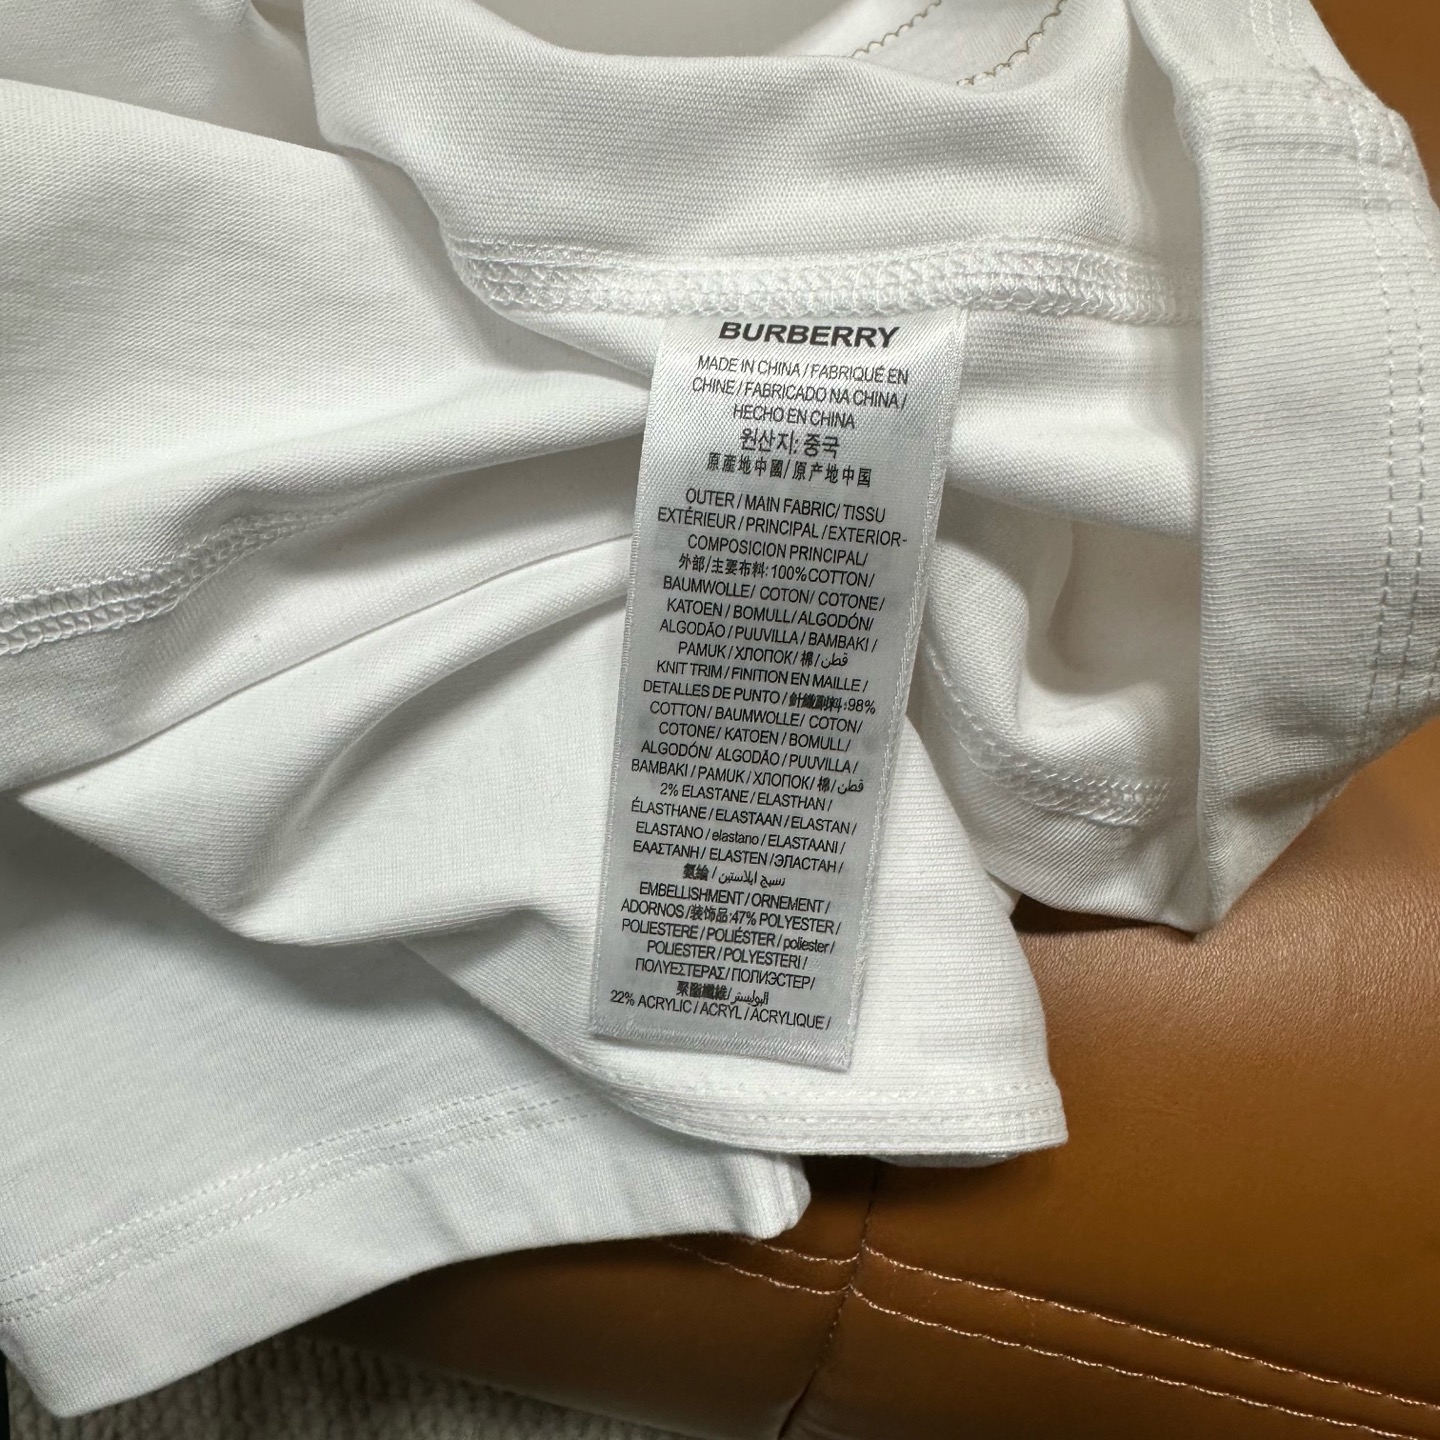 BURBERRY
MADE IN CHINA / FABRIQUÉ EN
CHINE / FABRICADO NA CHINA /
HECHO EN CHINA
원산지: 중국
原產地中國/ 原产地中国
OUTER / MAIN FABRIC/ TISSU
EXTÉRIEUR / PRINCIPAL / EXTERIOR-
COMPOSICION PRINCIPAL/
外部/主要布料: 100% COTTON /
BAUMWOLLE/ COTON/ COTONE/
KATOEN / BOMULL/ ALGODÓN/
ALGODÃO / PUUVILLA / BAMBAKI /
PAMUK / ХЛОПОК/ 棉/ قطن
KNIT TRIM / FINITION EN MAILLE /
DETALLES DE PUNTO / 針織副料:98%
COTTON/ BAUMWOLLE/ COTON/
COTONE/ KATOEN / BOMULL/
ALGODÓN/ ALGODÃO / PUUVILLA /
BAMBAKI / PAMUK / ХЛОПОК/ 棉/ قطن
2% ELASTANE / ELASTHAN /
ÉLASTHANE / ELASTAAN / ELASTAN /
ELASTANO / elastano / ELASTAANI /
ΕΛΑΣΤΑΝΗ / ELASTEN / ЭЛАСТАН /
氨綸 / نسيج ايلاستين
EMBELLISHMENT / ORNEMENT /
ADORNOS /装饰品:47% POLYESTER /
POLIESTERE / POLIÉSTER / poliester /
POLIESTER / POLYESTERI /
ΠΟΛΥΕΣΤΕΡΑΣ/ ПОЛИЭСТЕР/
聚酯纖維/ البوليستر
22% ACRYLIC / ACRYL / ACRYLIQUE /